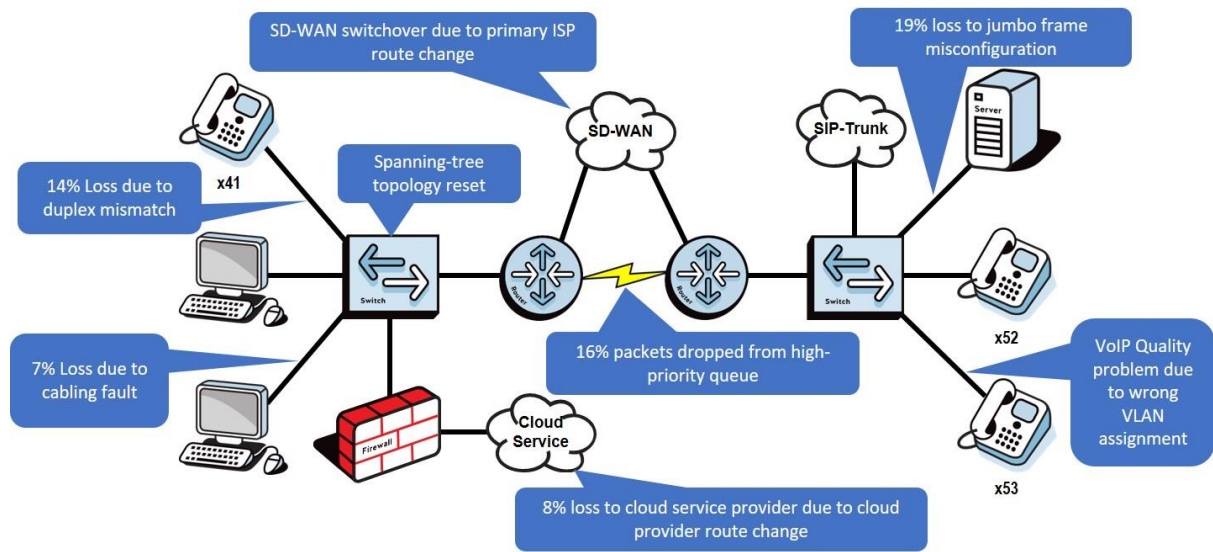 SD-WAN switchover due to primary ISP
route change
19% loss to jumbo frame
misconfiguration
SD-WAN
SIP-Trunk
Server
x41
14% Loss due to
duplex mismatch
Spanning-tree
topology reset
Switch
Router
Router
Switch
x52
7% Loss due to
cabling fault
16% packets dropped from high-
priority queue
VoIP Quality
problem due
to wrong
VLAN
assignment
Firewall
Cloud
Service
x53
8% loss to cloud service provider due to cloud
provider route change